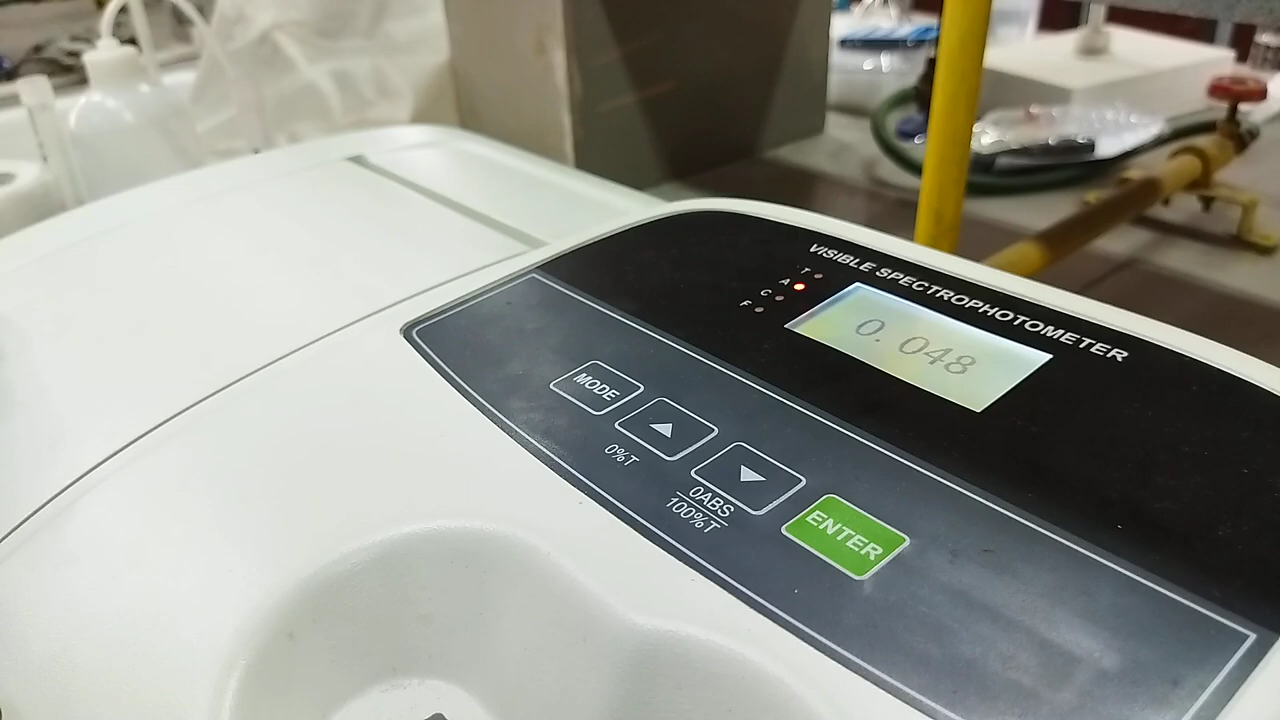 VISIBLE SPECTROPHOTOMETER
T
A
C
F
0.048
MODE
0%T
0ABS
100%T
ENTER